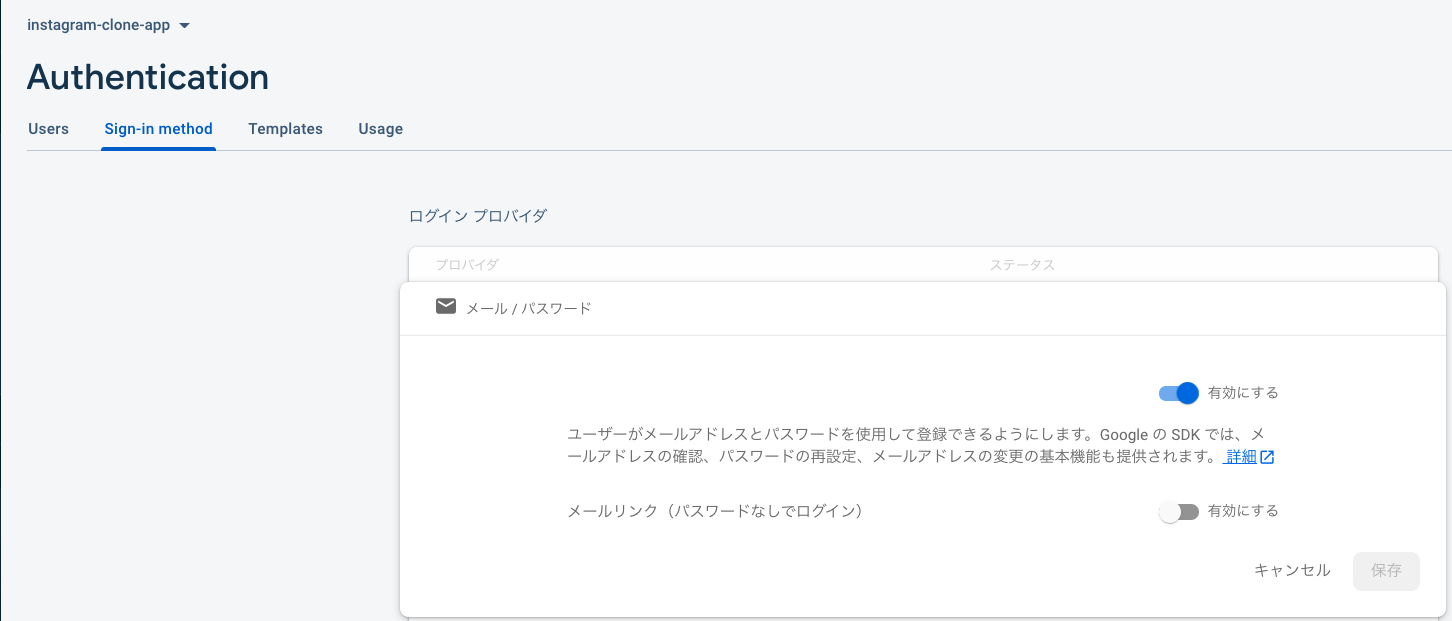 instagram-clone-app
Authentication
Users Sign-in method Templates Usage
ログイン プロバイダ
プロバイダ ステータス
メール / パスワード
有効にする
ユーザーがメールアドレスとパスワードを使用して登録できるようにします。Google の SDK では、メ
ールアドレスの確認、パスワードの再設定、メールアドレスの変更の基本機能も提供されます。 詳細
メールリンク（パスワードなしでログイン） 有効にする
キャンセル 保存